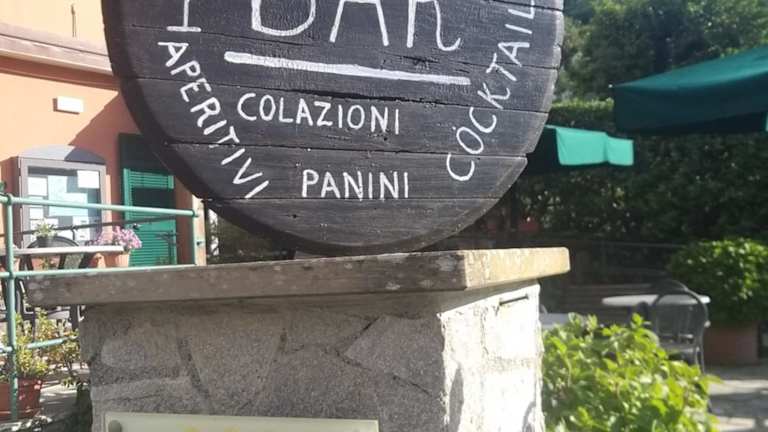 BAR
APERITIVI
COLAZIONI
PANINI
COCKTAIL